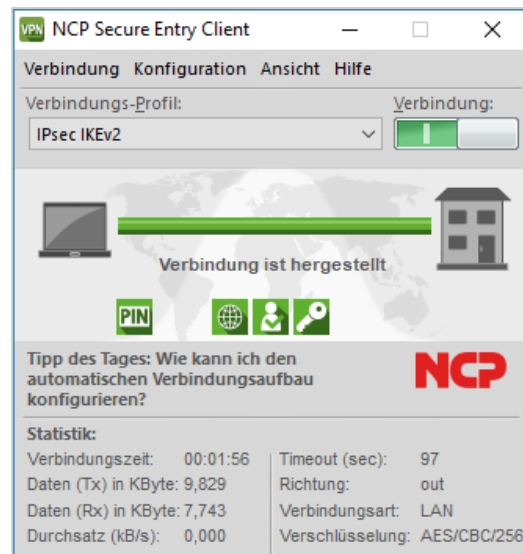 VPN NCP Secure Entry Client
Verbindung Konfiguration Ansicht Hilfe
Verbindungs-Profil: Verbindung:
IPsec IKEv2
Verbindung ist hergestellt
PIN
Tipp des Tages: Wie kann ich den
automatischen Verbindungsaufbau
konfigurieren?
NCP
Statistik:
Verbindungszeit: 00:01:56 Timeout (sec): 97
Daten (Tx) in KByte: 9,829 Richtung: out
Daten (Rx) in KByte: 7,743 Verbindungsart: LAN
Durchsatz (kB/s): 0,000 Verschlüsselung: AES/CBC/256